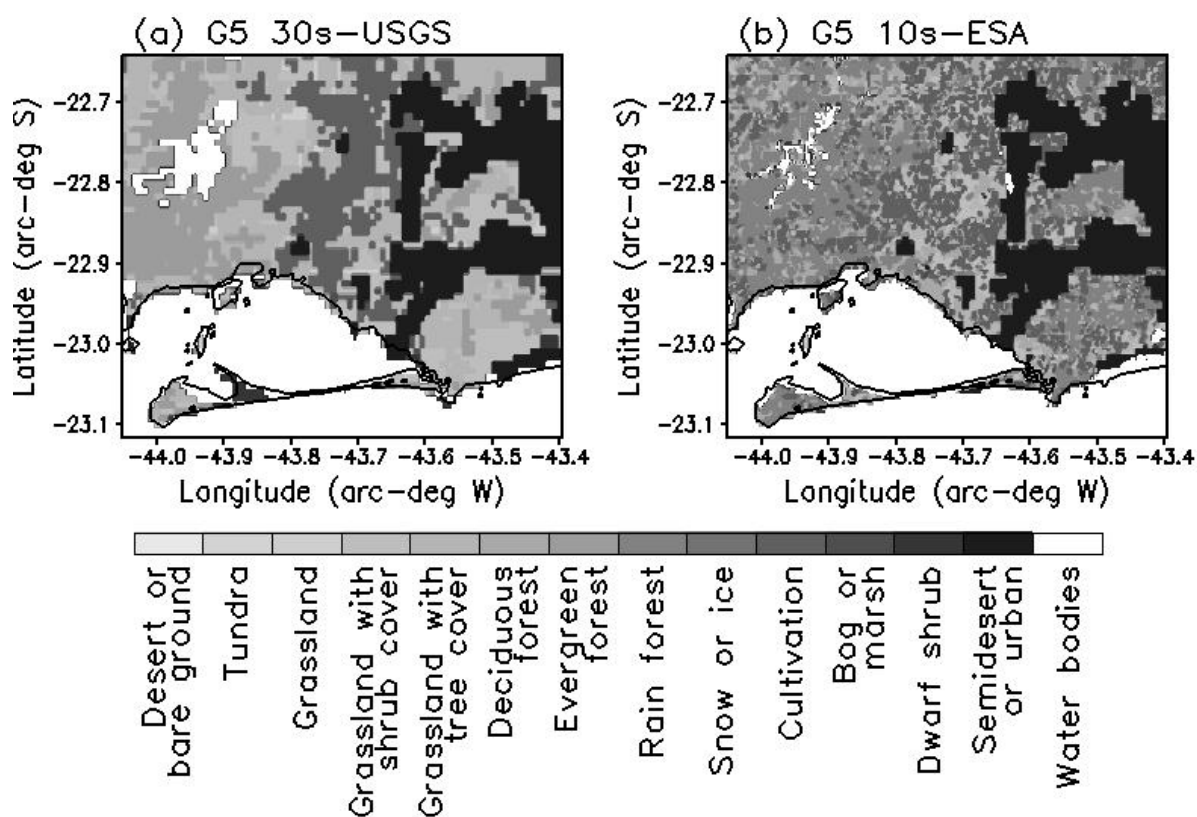 (a) G5 30s-USGS
(b) G5 10s-ESA
Latitude (arc-deg S)
-22.7
-22.8
-22.9
-23.0
-23.1
-44.0 -43.9 -43.8 -43.7 -43.6 -43.5 -43.4
Longitude (arc-deg W)
Latitude (arc-deg S)
-22.7
-22.8
-22.9
-23.0
-23.1
-44.0 -43.9 -43.8 -43.7 -43.6 -43.5 -43.4
Longitude (arc-deg W)
Desert or
bare ground
Tundra
Grassland
Grassland with
shrub cover
Grassland with
tree cover
Deciduous
forest
Evergreen
forest
Rain forest
Snow or ice
Cultivation
Bog or
marsh
Dwarf shrub
Semidesert
or urban
Water bodies